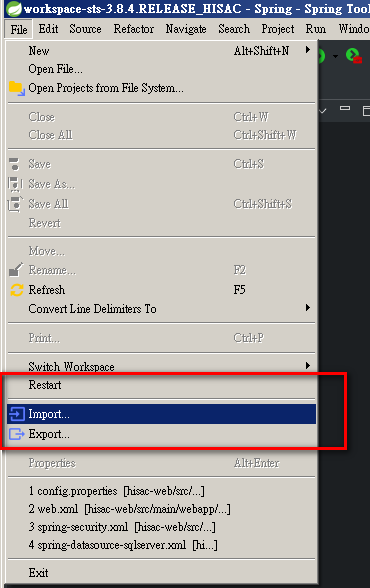 workspace-sts-3.8.4.RELEASE_HISAC - Spring - Spring Tool
File Edit Source Refactor Navigate Search Project Run Windo
New Alt+Shift+N
Open File...
Open Projects from File System...
Close Ctrl+W
Close All Ctrl+Shift+W
Save Ctrl+S
Save As...
Save All Ctrl+Shift+S
Revert
Move...
Rename... F2
Refresh F5
Convert Line Delimiters To
Print... Ctrl+P
Switch Workspace
Restart
Import...
Export...
Properties Alt+Enter
1 config.properties [hisac-web/src/...]
2 web.xml [hisac-web/src/main/webapp/...]
3 spring-security.xml [hisac-web/src/...]
4 spring-datasource-sqlserver.xml [hi...]
Exit